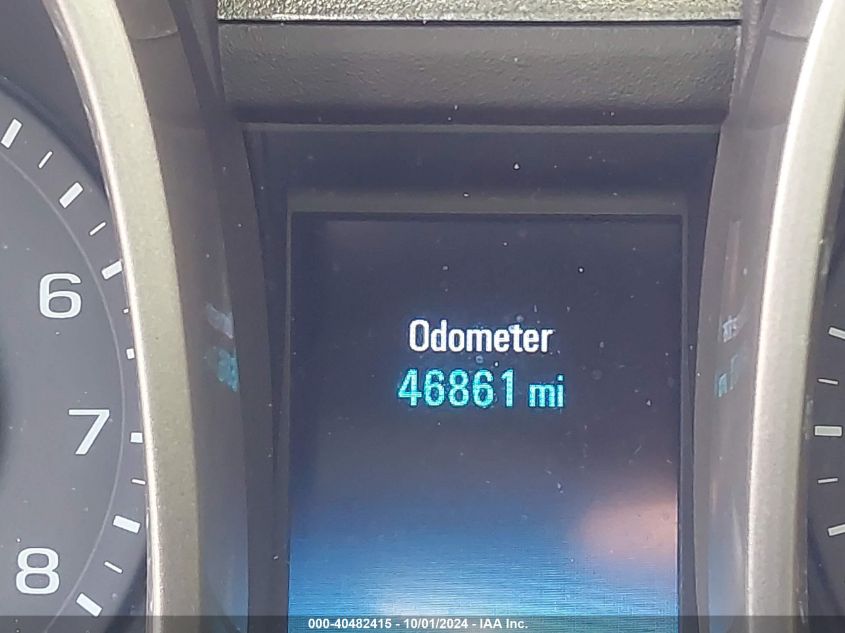 6
7
8
Odometer
46861 mi
000-40482415 - 10/01/2024 - IAA Inc.